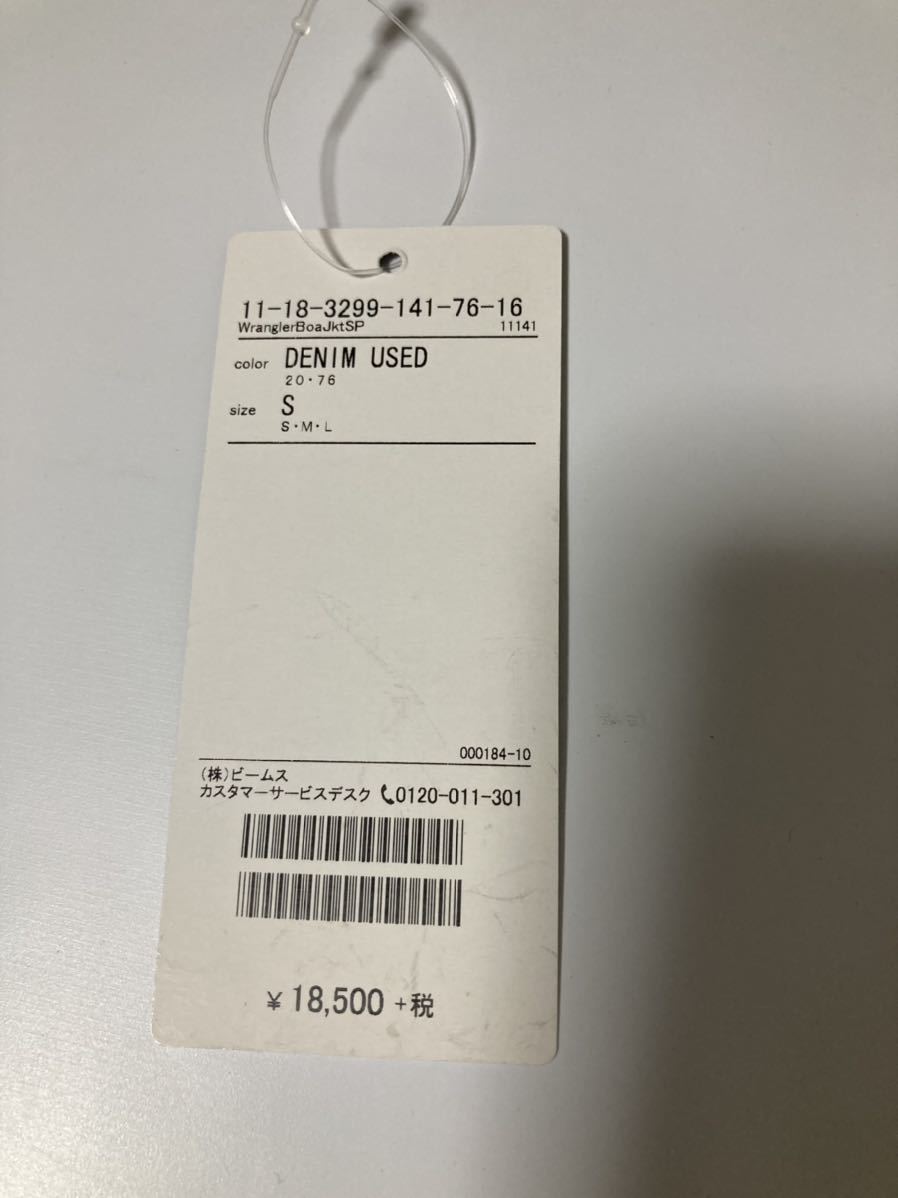 11-18-3299-141-76-16
WranglerBoaJktSP 11141
color DENIM USED
20・76
size S
S・M・L
000184-10
(株)ビームス
カスタマーサービスデスク 0120-011-301
¥ 18,500 +税